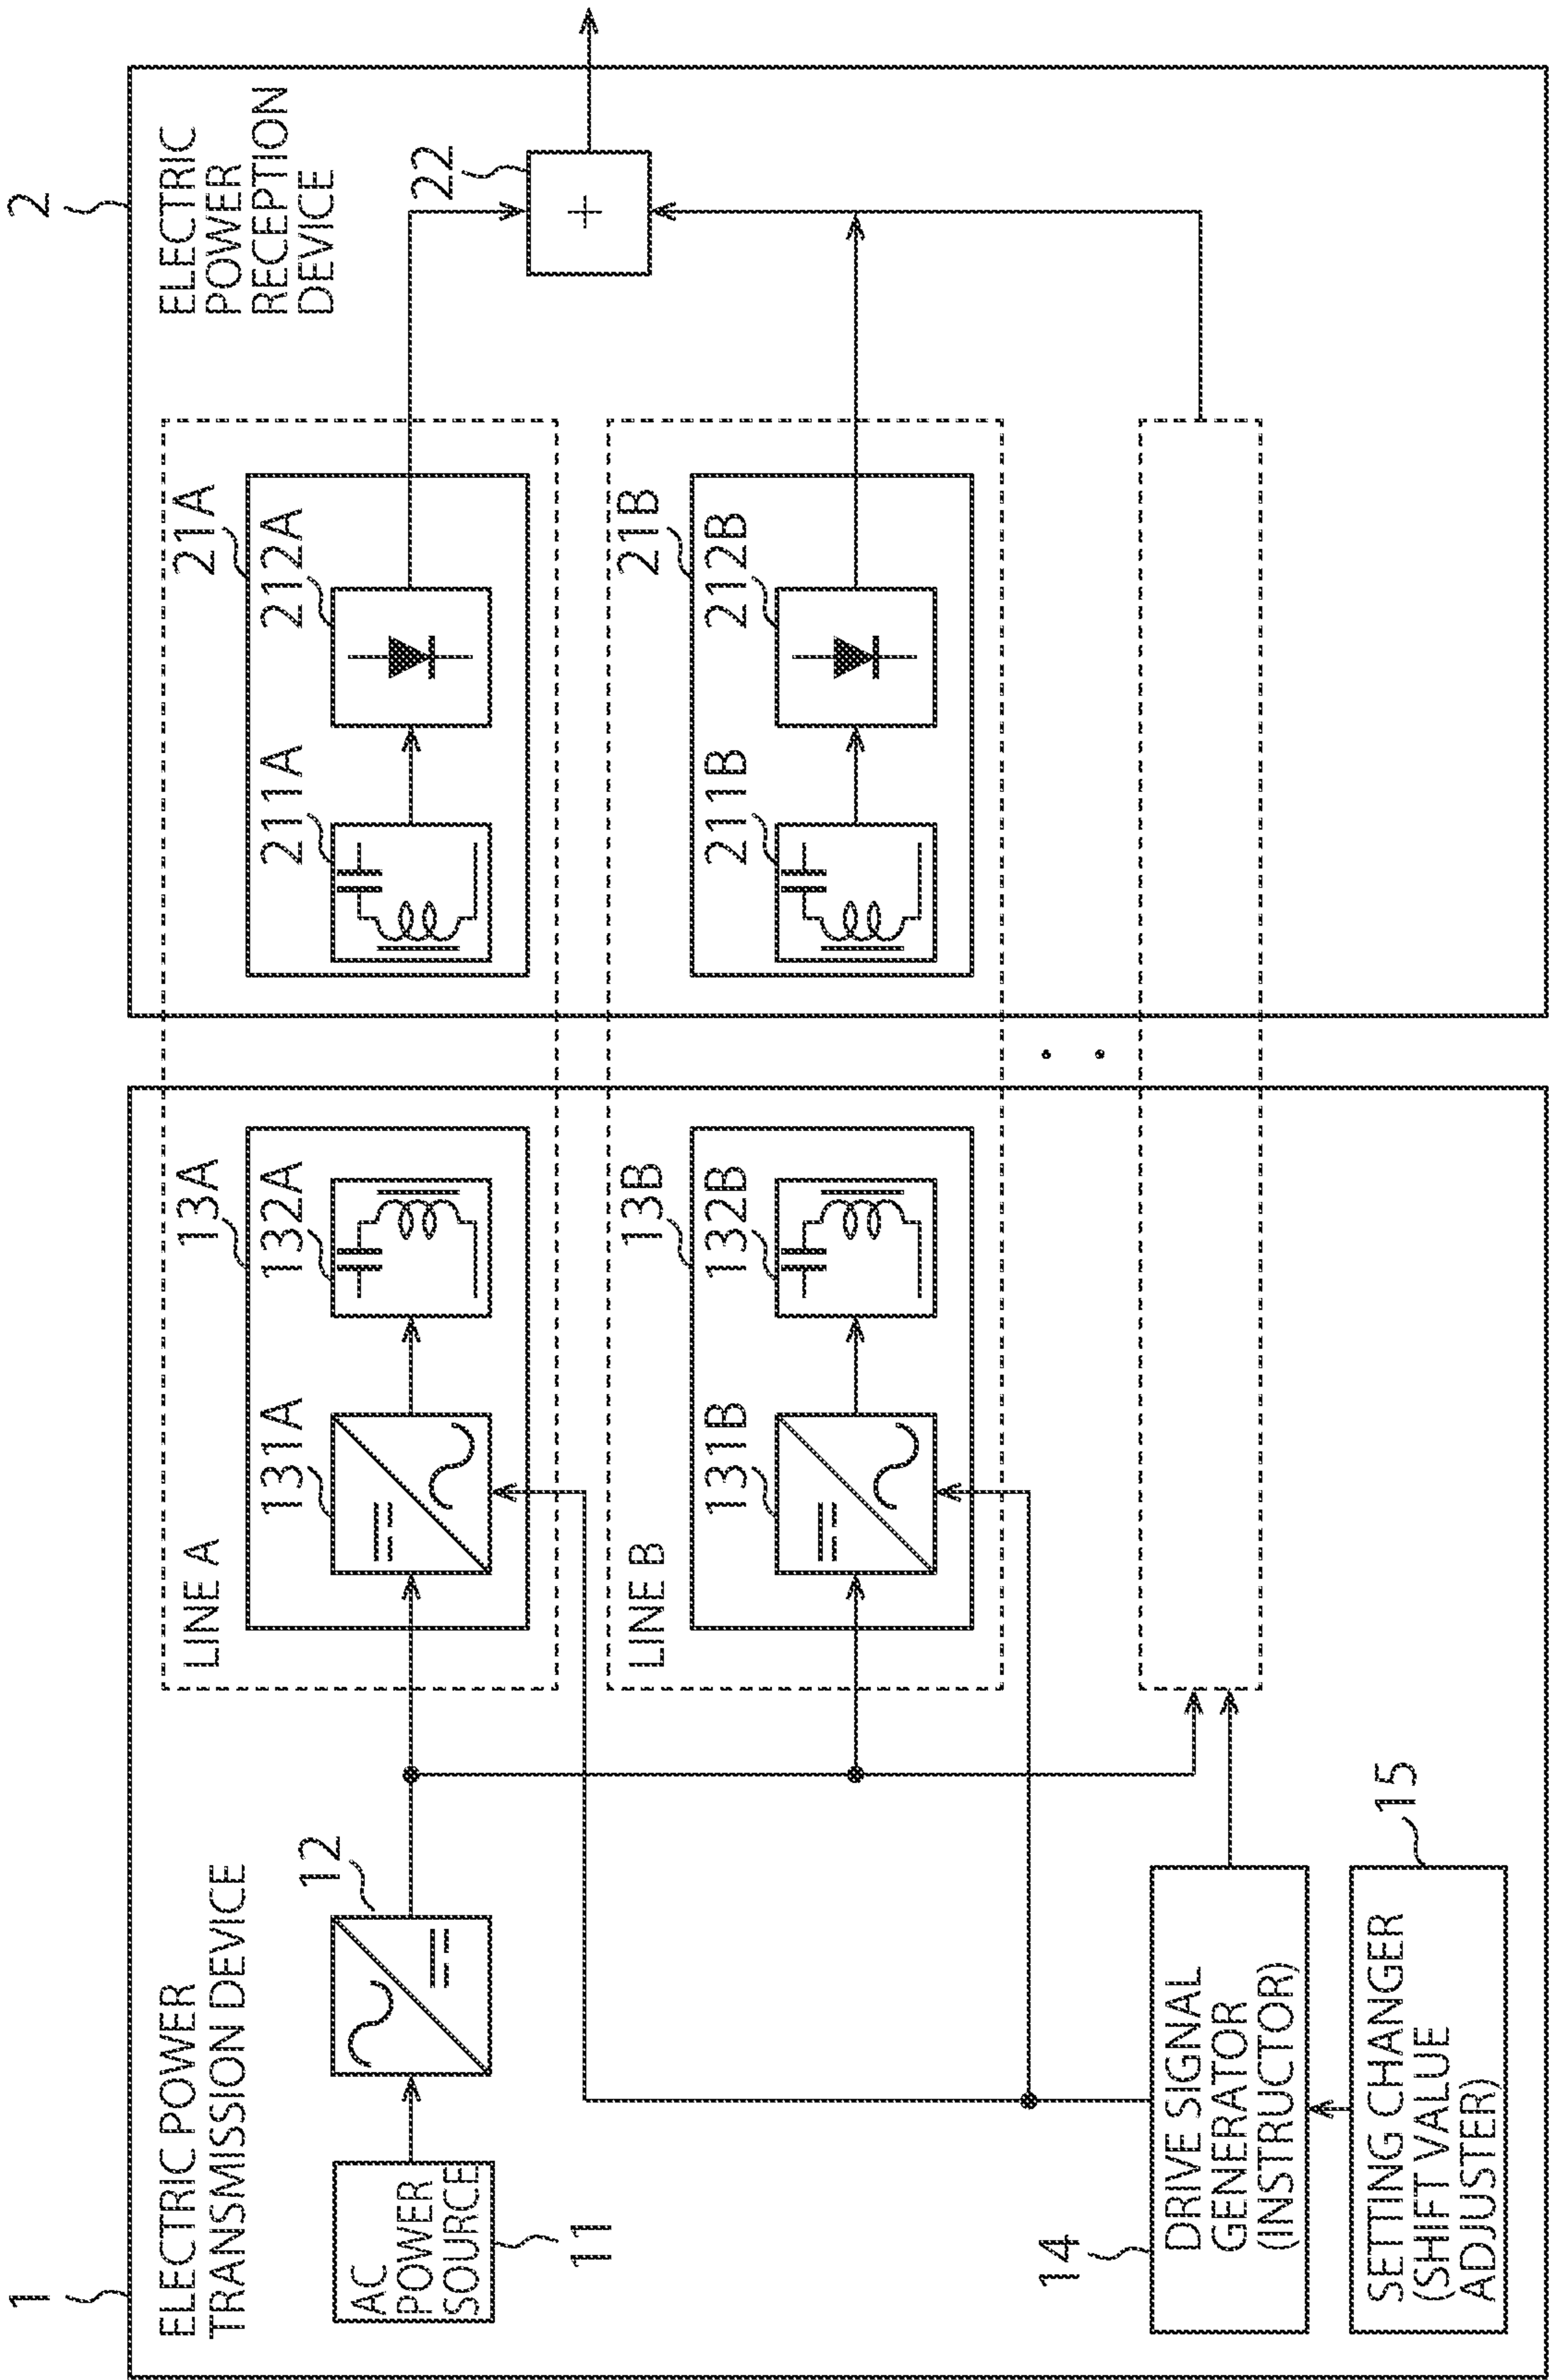 1
ELECTRIC POWER
TRANSMISSION DEVICE
AC
POWER
SOURCE
11
12
LINE A
13A
131A
132A
LINE B
13B
131B
132B
14
DRIVE SIGNAL
GENERATOR
(INSTRUCTOR)
15
SETTING CHANGER
(SHIFT VALUE
ADJUSTER)
2
ELECTRIC
POWER
RECEPTION
DEVICE
21A
211A
212A
21B
211B
212B
22
+